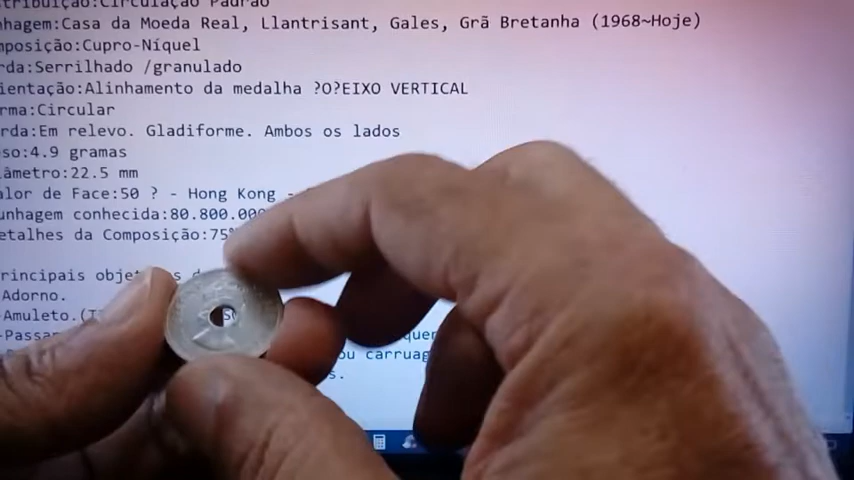 tribuição:Circulação Padrão
nhagem:Casa da Moeda Real, Llantrisant, Gales, Grã Bretanha (1968~Hoje)
mposição:Cupro-Níquel
rda:Serrilhado /granulado
ientação:Alinhamento da medalha ?O?EIXO VERTICAL
rma:Circular
rda:Em relevo. Gladiforme. Ambos os lados
so:4.9 gramas
iâmetro:22.5 mm
alor de Face:50 ? - Hong Kong -
unhagem conhecida:80.800.000
etalhes da Composição:75%
rincipais objet s d
Adorno.
-Amuleto.(I
-Passa
quer
ou carruag
s.